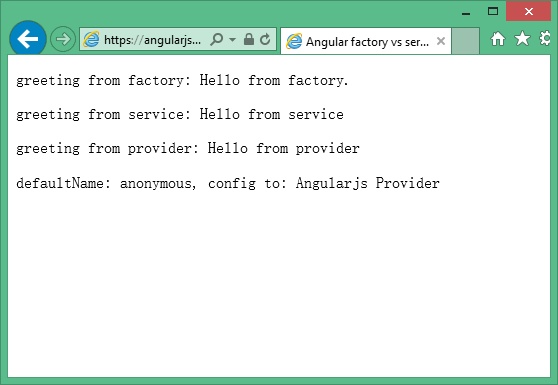 https://angularjs...
Angular factory vs ser...
greeting from factory: Hello from factory.
greeting from service: Hello from service
greeting from provider: Hello from provider
defaultName: anonymous, config to: Angularjs Provider